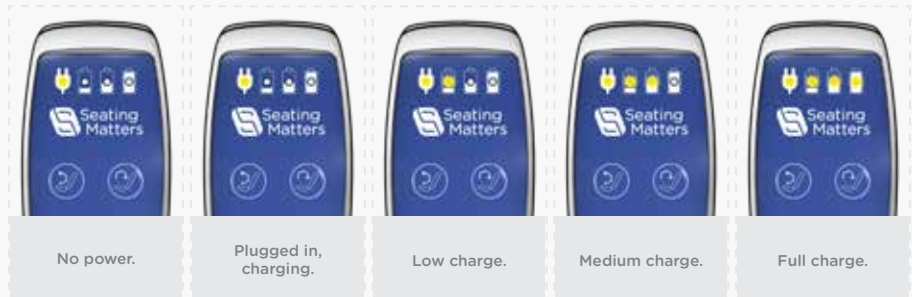 Seating
Matters
Seating
Matters
Seating
Matters
Seating
Matters
Seating
Matters
No power.
Plugged in,
charging.
Low charge.
Medium charge.
Full charge.